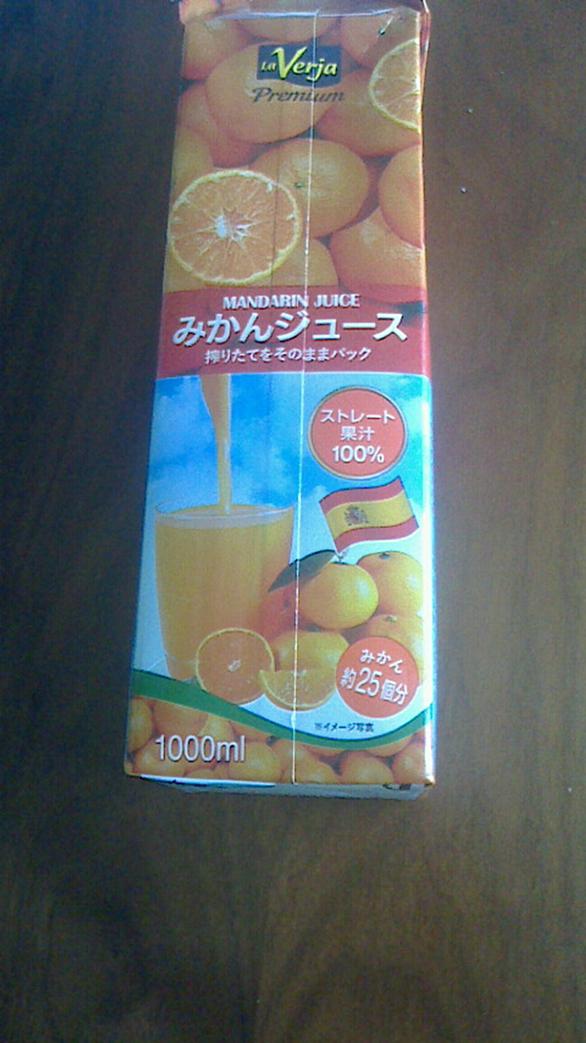 La Verja
Premium
MANDARIN JUICE
みかんジュース
搾りたてをそのままパック
ストレート
果汁
100%
みかん
約25個分
※イメージ写真
1000ml